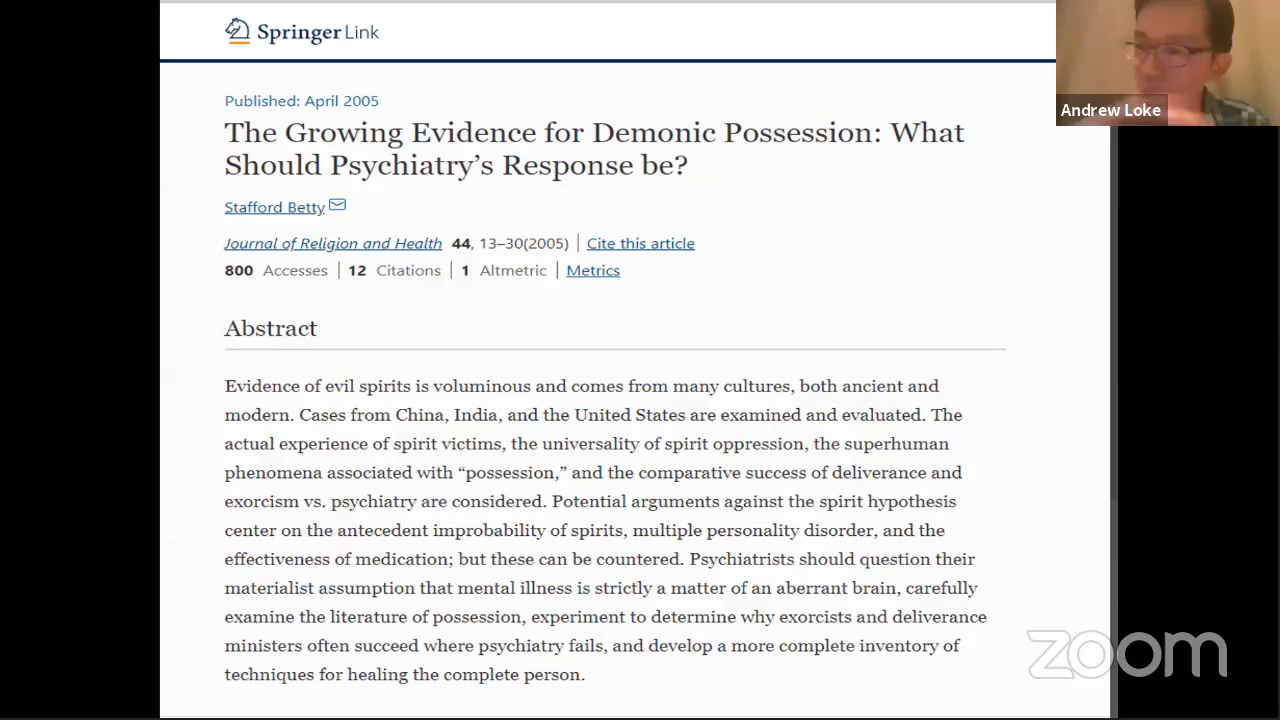 Springer Link
Andrew Loke
Published: April 2005
The Growing Evidence for Demonic Possession: What
Should Psychiatry’s Response be?
Stafford Betty
Journal of Religion and Health 44, 13–30(2005) | Cite this article
800 Accesses | 12 Citations | 1 Altmetric | Metrics
Abstract
Evidence of evil spirits is voluminous and comes from many cultures, both ancient and
modern. Cases from China, India, and the United States are examined and evaluated. The
actual experience of spirit victims, the universality of spirit oppression, the superhuman
phenomena associated with “possession,” and the comparative success of deliverance and
exorcism vs. psychiatry are considered. Potential arguments against the spirit hypothesis
center on the antecedent improbability of spirits, multiple personality disorder, and the
effectiveness of medication; but these can be countered. Psychiatrists should question their
materialist assumption that mental illness is strictly a matter of an aberrant brain, carefully
examine the literature of possession, experiment to determine why exorcists and deliverance
ministers often succeed where psychiatry fails, and develop a more complete inventory of
techniques for healing the complete person.
zoom